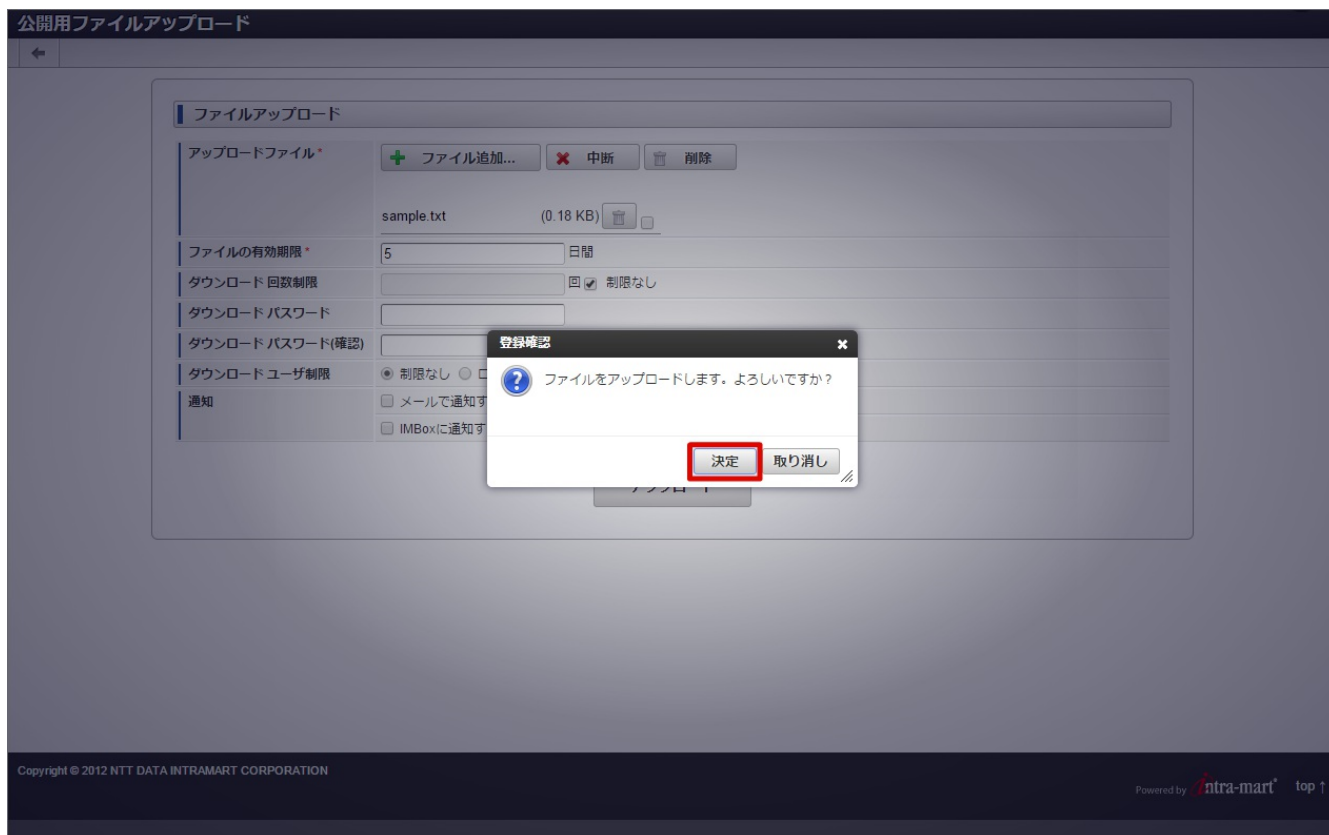 公開用ファイルアップロード
ファイルアップロード
アップロードファイル*
ファイル追加... 中断 削除
sample.txt (0.18 KB)
ファイルの有効期限* 5 日間
ダウンロード 回数制限 回 制限なし
ダウンロード パスワード
ダウンロード パスワード(確認)
登録確認
ダウンロード ユーザ制限 制限なし
ファイルをアップロードします。よろしいですか?
通知 メールで通知す
IMBoxに通知す
決定 取り消し
アップロード
Copyright © 2012 NTT DATA INTRAMART CORPORATION
Powered by intra-mart top ↑